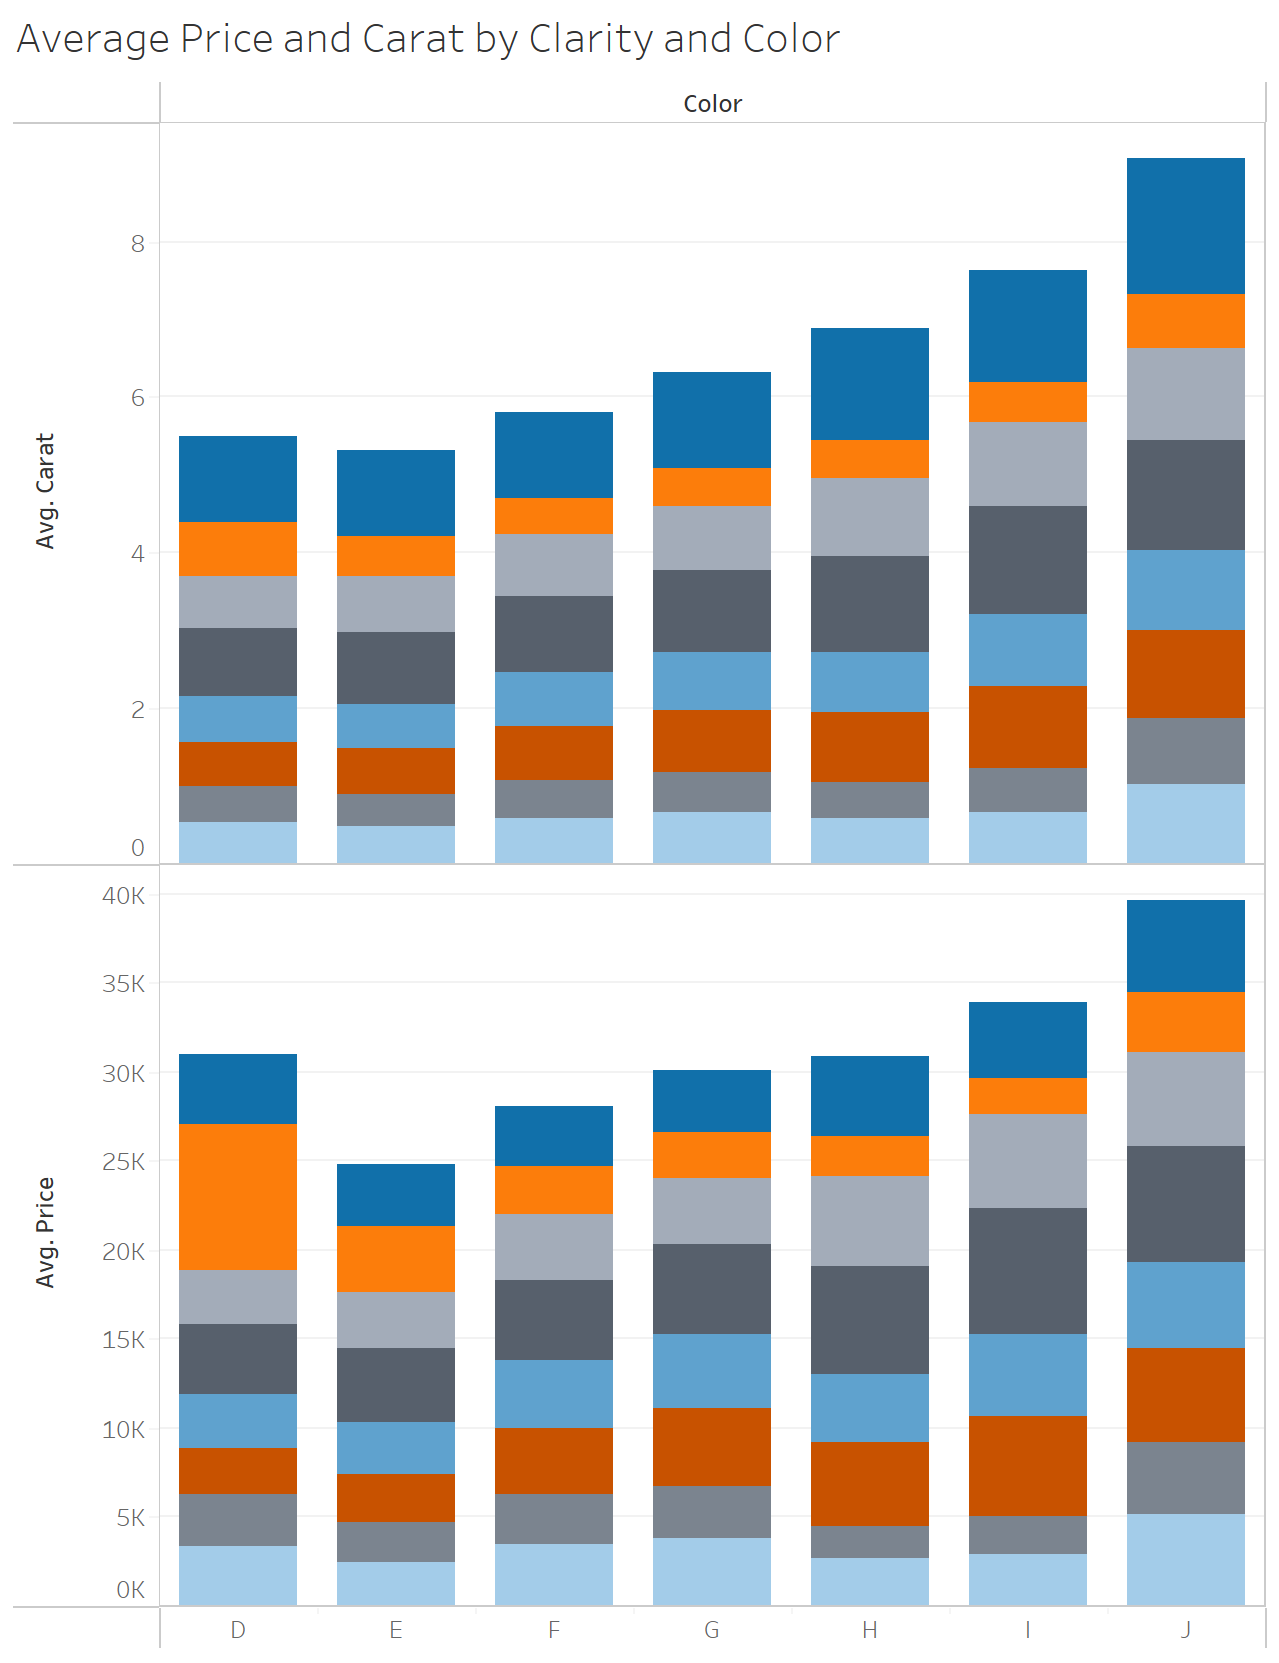 Average Price and Carat by Clarity and Color
Color
Avg. Carat
8
6
4
2
0
Avg. Price
40K
35K
30K
25K
20K
15K
10K
5K
0K
D E F G H I J